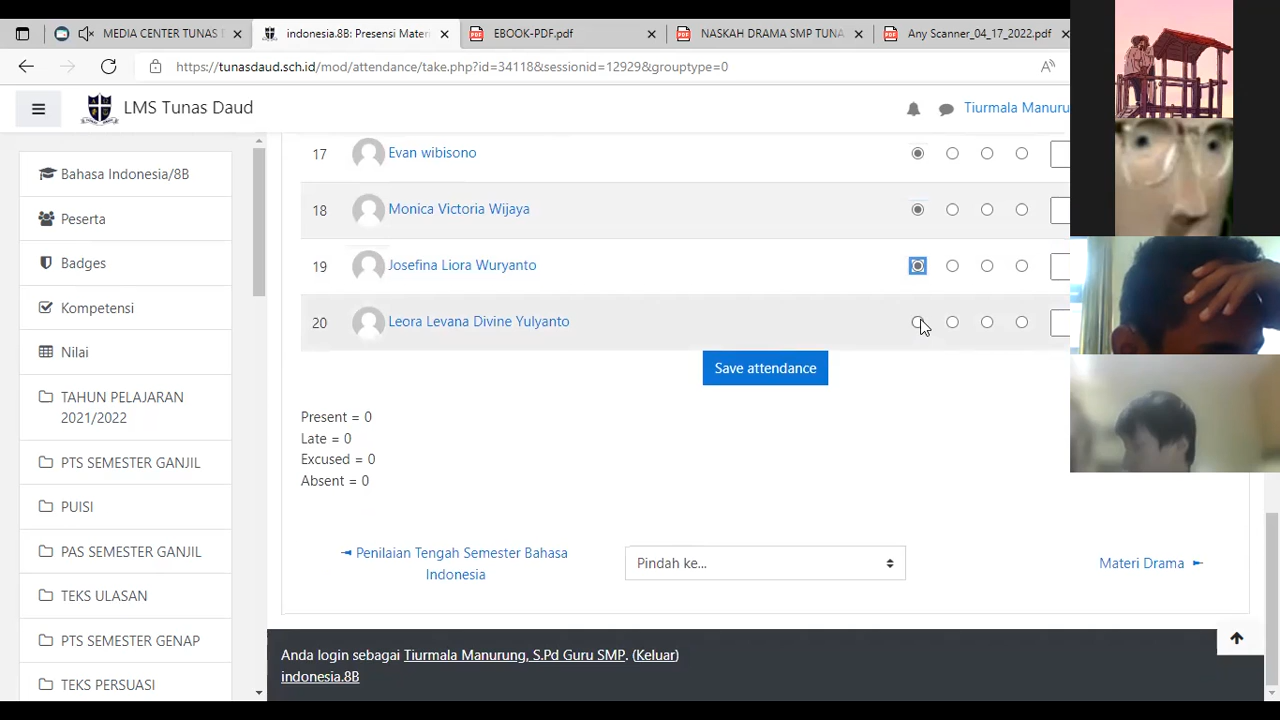 MEDIA CENTER TUNAS
indonesia.8B: Presensi Mater
EBOOK-PDF.pdf
NASKAH DRAMA SMP TUNA
Any Scanner_04_17_2022.pdf
https://tunasdaud.sch.id/mod/attendance/take.php?id=34118&sessionid=12929&grouptype=0
LMS Tunas Daud
Tiurmala Manuru
Bahasa Indonesia/8B
Peserta
Badges
Kompetensi
Nilai
TAHUN PELAJARAN
2021/2022
PTS SEMESTER GANJIL
PUISI
PAS SEMESTER GANJIL
TEKS ULASAN
PTS SEMESTER GENAP
TEKS PERSUASI
17 Evan wibisono
18 Monica Victoria Wijaya
19 Josefina Liora Wuryanto
20 Leora Levana Divine Yulyanto
Save attendance
Present = 0
Late = 0
Excused = 0
Absent = 0
◄ Penilaian Tengah Semester Bahasa
Indonesia
Pindah ke...
Materi Drama ►
Anda login sebagai Tiurmala Manurung, S.Pd Guru SMP. (Keluar)
indonesia.8B